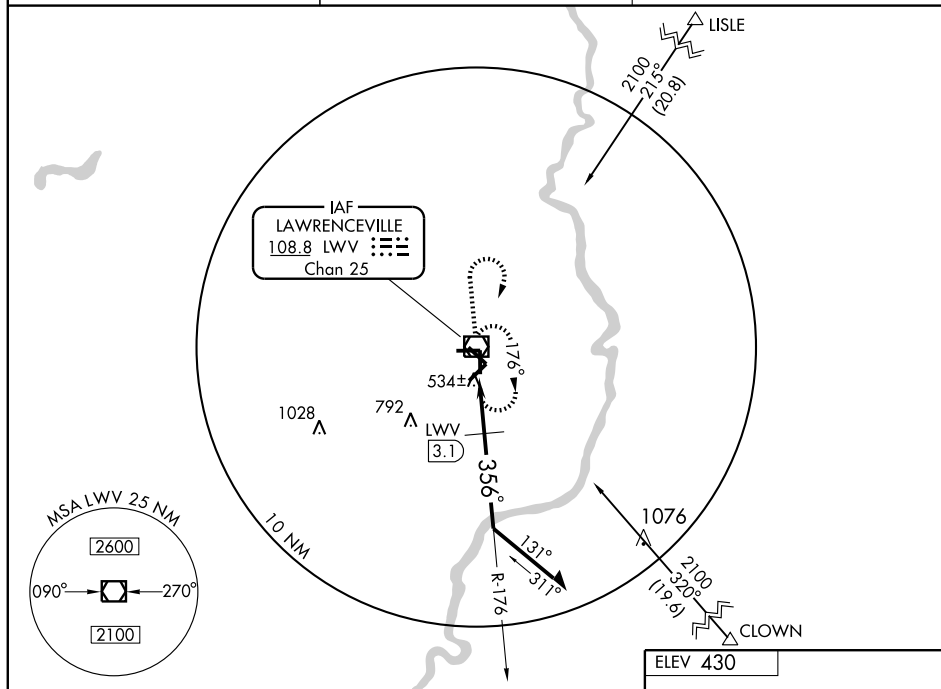 LISLE
2100
215°
(20.8)
IAF
LAWRENCEVILLE
108.8 LWV
Chan 25
176°
534±
1028
792
LWV
3.1
356°
MSA LWV 25 NM
2600
090°
270°
2100
10 NM
131°
311°
R-176
1076
2100
320°
(19.6)
CLOWN
ELEV 430